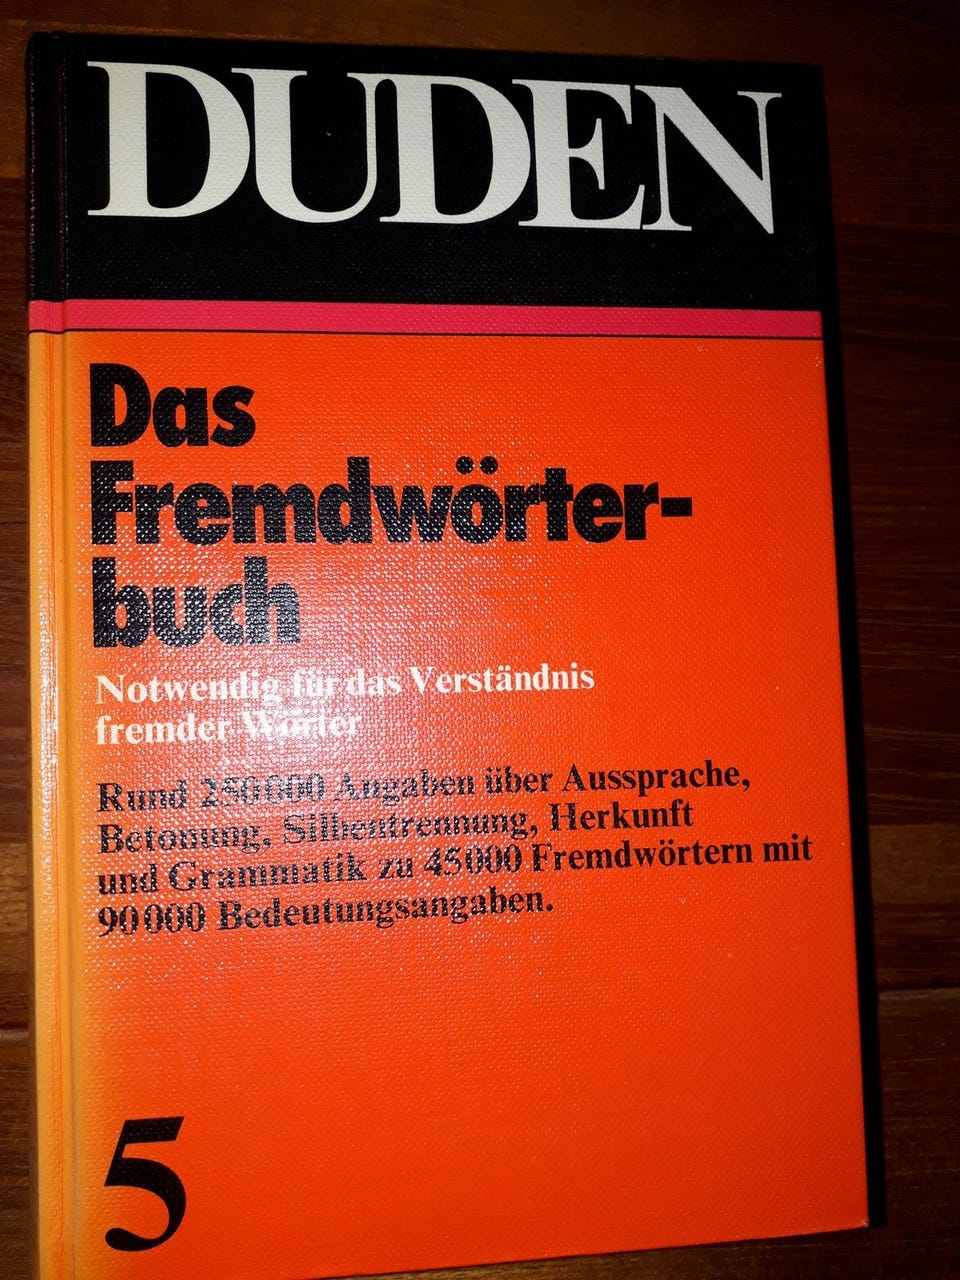 DUDEN
Das
Fremdwörter-
buch
Notwendig für das Verständnis
fremder Wörter
Rund 250000 Angaben über Aussprache,
Betonung, Silbentrennung, Herkunft
und Grammatik zu 45000 Fremdwörtern mit
90000 Bedeutungsangaben.
5